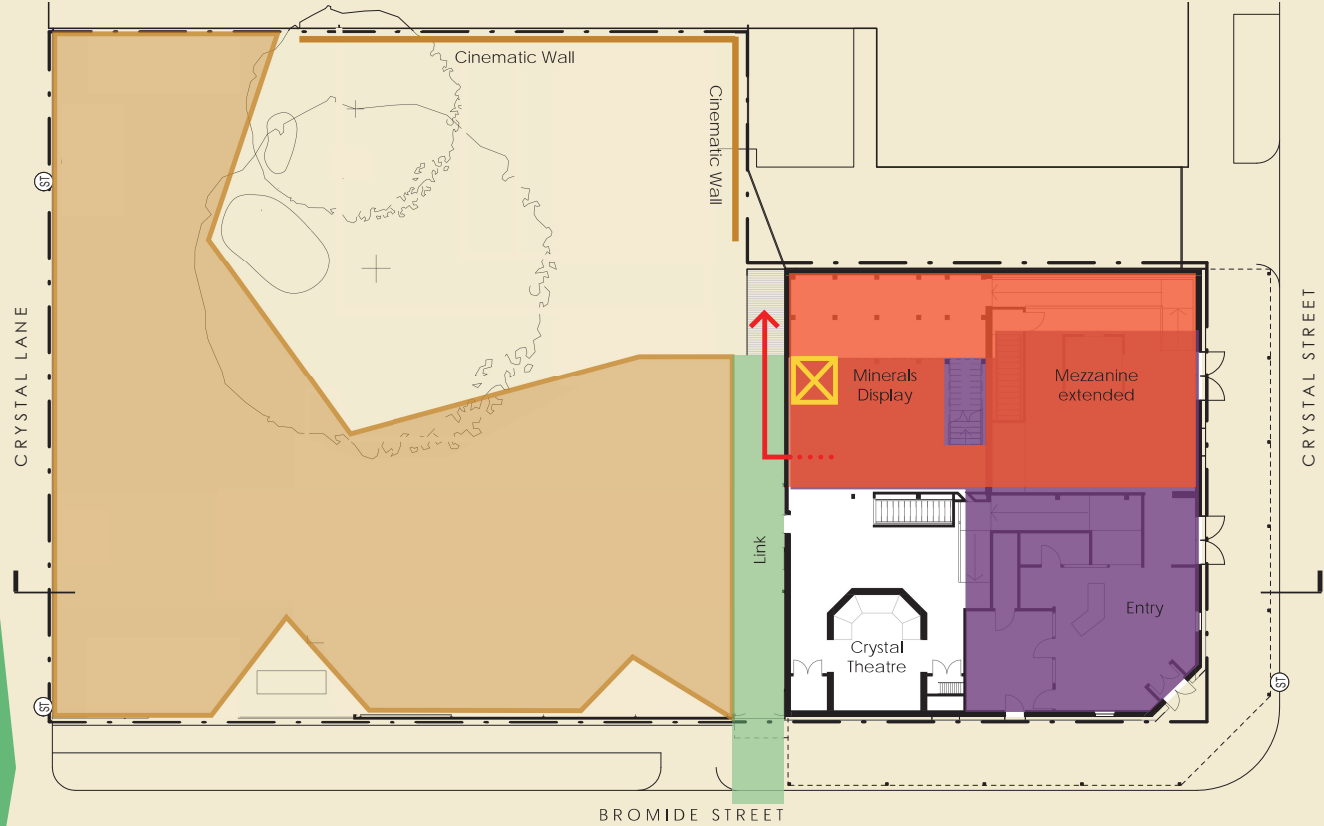 Cinematic Wall
Cinematic Wall
ST
CRYSTAL LANE
CRYSTAL STREET
Minerals
Display
Mezzanine
extended
Link
Entry
Crystal
Theatre
ST
ST
BROMIDE STREET